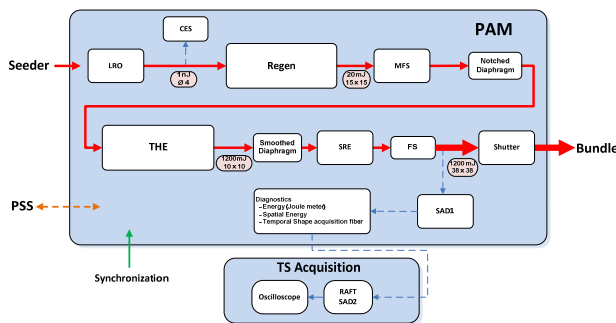 CES
PAM
Seeder
LRO
1nJ
Ø 4
Regen
20mJ
15 x 15
MFS
Notched
Diaphragm
THE
1200mJ
10 x 10
Smoothed
Diaphragm
SRE
FS
1200 mJ
38 x 38
Shutter
Bundle
PSS
Diagnostics
-Energy (Joule meter)
-Spatial Energy
-Temporal Shape acquisition fiber
SAD1
Synchronization
TS Acquisition
Oscilloscope
RAFT
SAD2